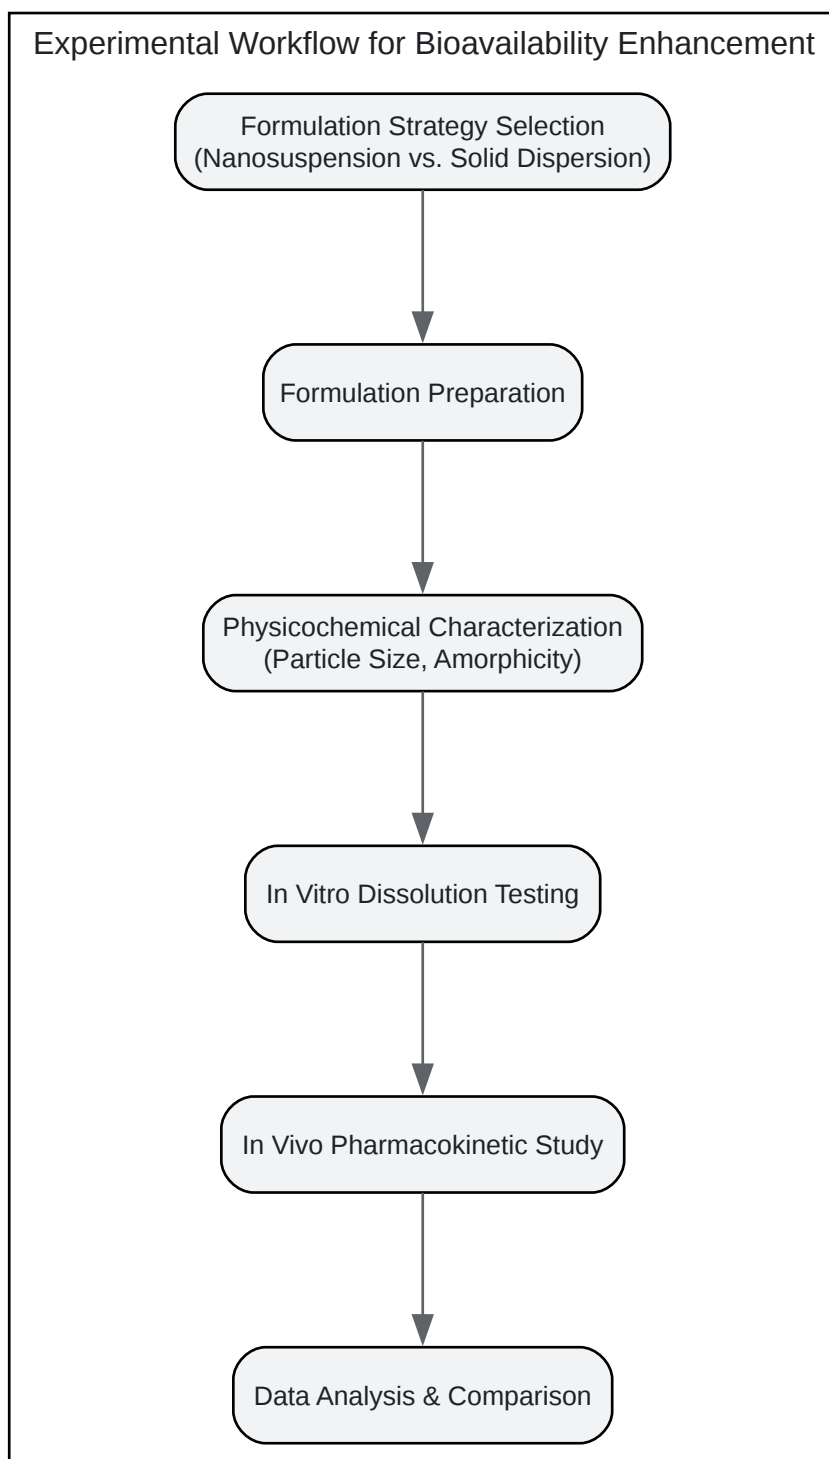 Experimental Workflow for Bioavailability Enhancement
Formulation Strategy Selection
(Nanosuspension vs. Solid Dispersion)
Formulation Preparation
Physicochemical Characterization
(Particle Size, Amorphicity)
In Vitro Dissolution Testing
In Vivo Pharmacokinetic Study
Data Analysis & Comparison